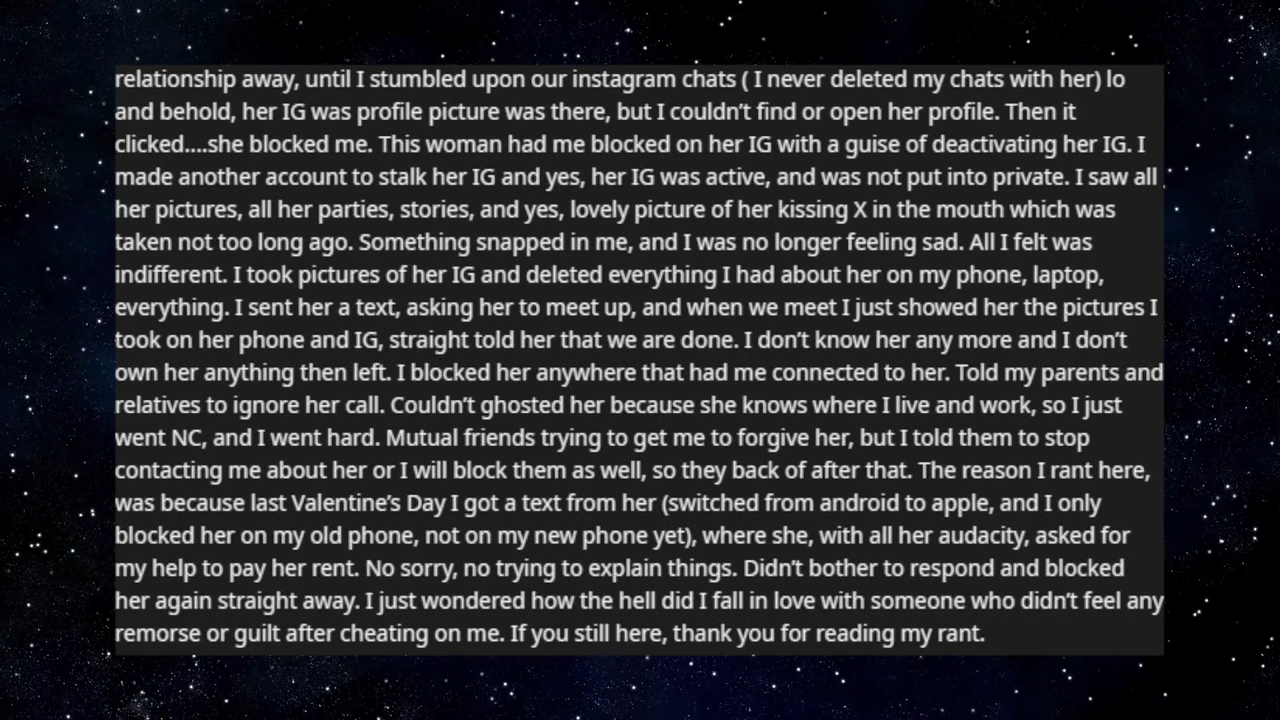 relationship away, until I stumbled upon our instagram chats ( I never deleted my chats with her) lo
and behold, her IG was profile picture was there, but I couldn't find or open her profile. Then it
clicked....she blocked me. This woman had me blocked on her IG with a guise of deactivating her IG. I
made another account to stalk her IG and yes, her IG was active, and was not put into private. I saw all
her pictures, all her parties, stories, and yes, lovely picture of her kissing X in the mouth which was
taken not too long ago. Something snapped in me, and I was no longer feeling sad. All I felt was
indifferent. I took pictures of her IG and deleted everything I had about her on my phone, laptop,
everything. I sent her a text, asking her to meet up, and when we meet I just showed her the pictures I
took on her phone and IG, straight told her that we are done. I don't know her any more and I don't
own her anything then left. I blocked her anywhere that had me connected to her. Told my parents and
relatives to ignore her call. Couldn't ghosted her because she knows where I live and work, so I just
went NC, and I went hard. Mutual friends trying to get me to forgive her, but I told them to stop
contacting me about her or I will block them as well, so they back of after that. The reason I rant here,
was because last Valentine's Day I got a text from her (switched from android to apple, and I only
blocked her on my old phone, not on my new phone yet), where she, with all her audacity, asked for
my help to pay her rent. No sorry, no trying to explain things. Didn't bother to respond and blocked
her again straight away. I just wondered how the hell did I fall in love with someone who didn't feel any
remorse or guilt after cheating on me. If you still here, thank you for reading my rant.